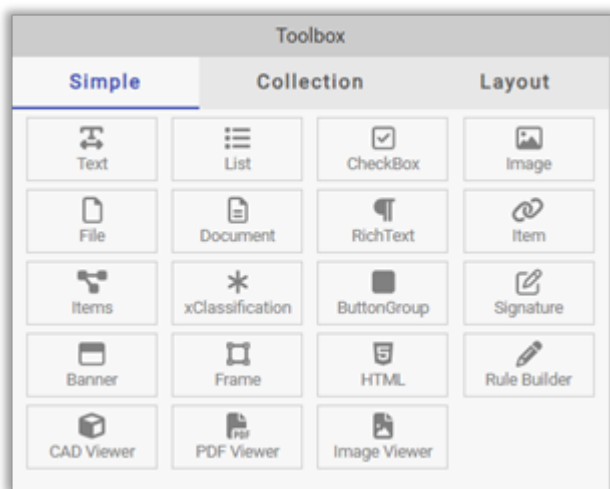 Toolbox
Simple Collection Layout
Text List CheckBox Image
File Document RichText Item
Items xClassification ButtonGroup Signature
Banner Frame HTML Rule Builder
PDF
CAD Viewer PDF Viewer Image Viewer